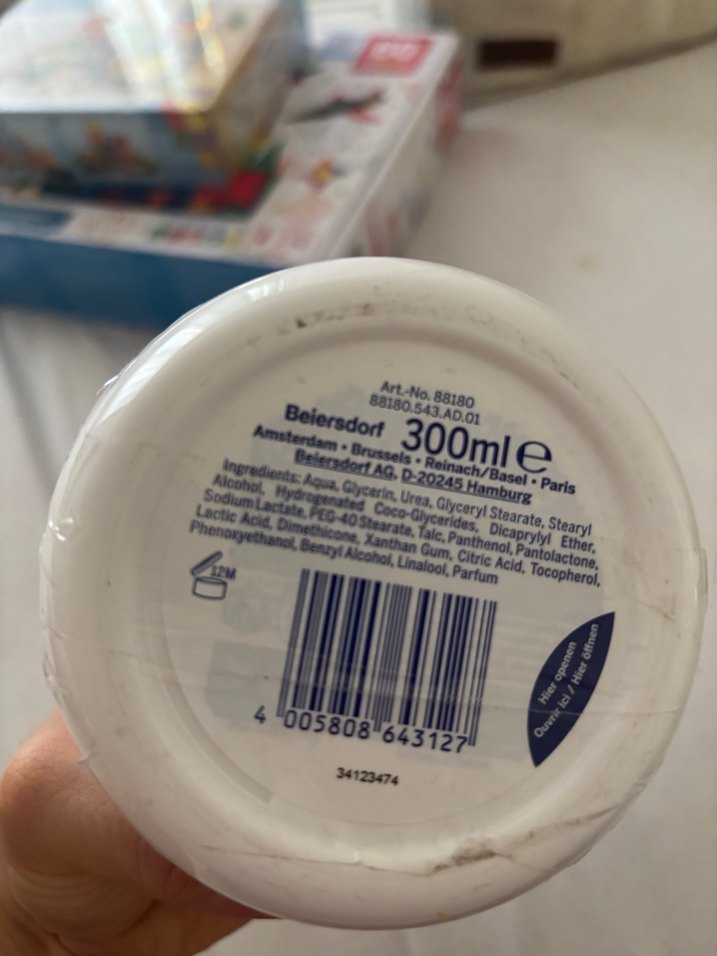 Art.-No. 88180
88180.543.AD.01
Beiersdorf 300ml e
Amsterdam • Brussels • Reinach/Basel • Paris
Beiersdorf AG, D-20245 Hamburg
Ingredients: Aqua, Glycerin, Urea, Glyceryl Stearate, Stearyl
Alcohol, Hydrogenated Coco-Glycerides, Dicaprylyl Ether,
Sodium Lactate, PEG-40 Stearate, Talc, Panthenol, Pantolactone,
Lactic Acid, Dimethicone, Xanthan Gum, Citric Acid, Tocopherol,
Phenoxyethanol, Benzyl Alcohol, Linalool, Parfum
12M
Hier openen
Ouvrir ici / Hier öffnen
4 005808 643127
34123474